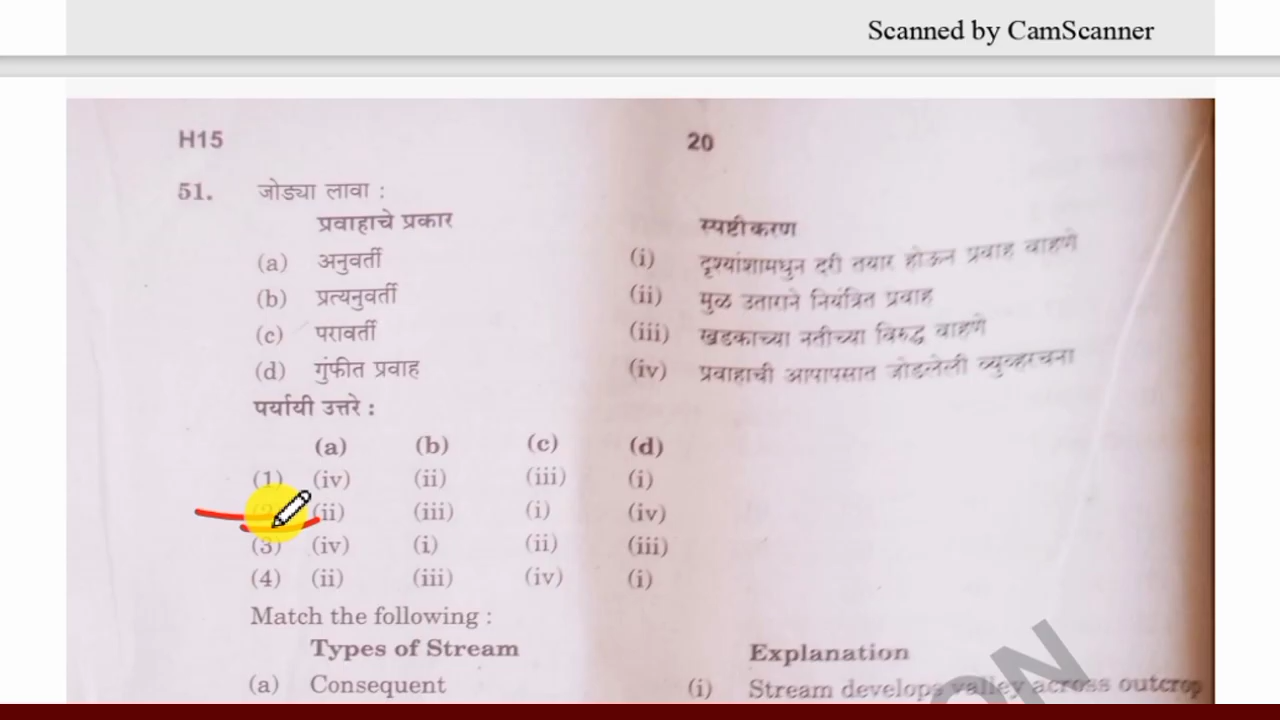 Scanned by CamScanner
H15 20
51. जोड्या लावा :
प्रवाहाचे प्रकार स्पष्टीकरण
(a) अनुवर्ती (i) दृश्यांशामधुन दरी तयार होऊन प्रवाह वाहणे
(b) प्रत्यनुवर्ती (ii) मुळ उताराने नियंत्रित प्रवाह
(c) परावर्ती (iii) खडकाच्या नतीच्या विरुद्ध वाहणे
(d) गुंफीत प्रवाह (iv) प्रवाहाची आपापसात जोडलेली व्युव्हरचना
पर्यायी उत्तरे :
(a) (b) (c) (d)
(1) (iv) (ii) (iii) (i)
(2) (ii) (iii) (i) (iv)
(3) (iv) (i) (ii) (iii)
(4) (ii) (iii) (iv) (i)
Match the following :
Types of Stream Explanation
(a) Consequent (i) Stream develops valley across outcrop
ON